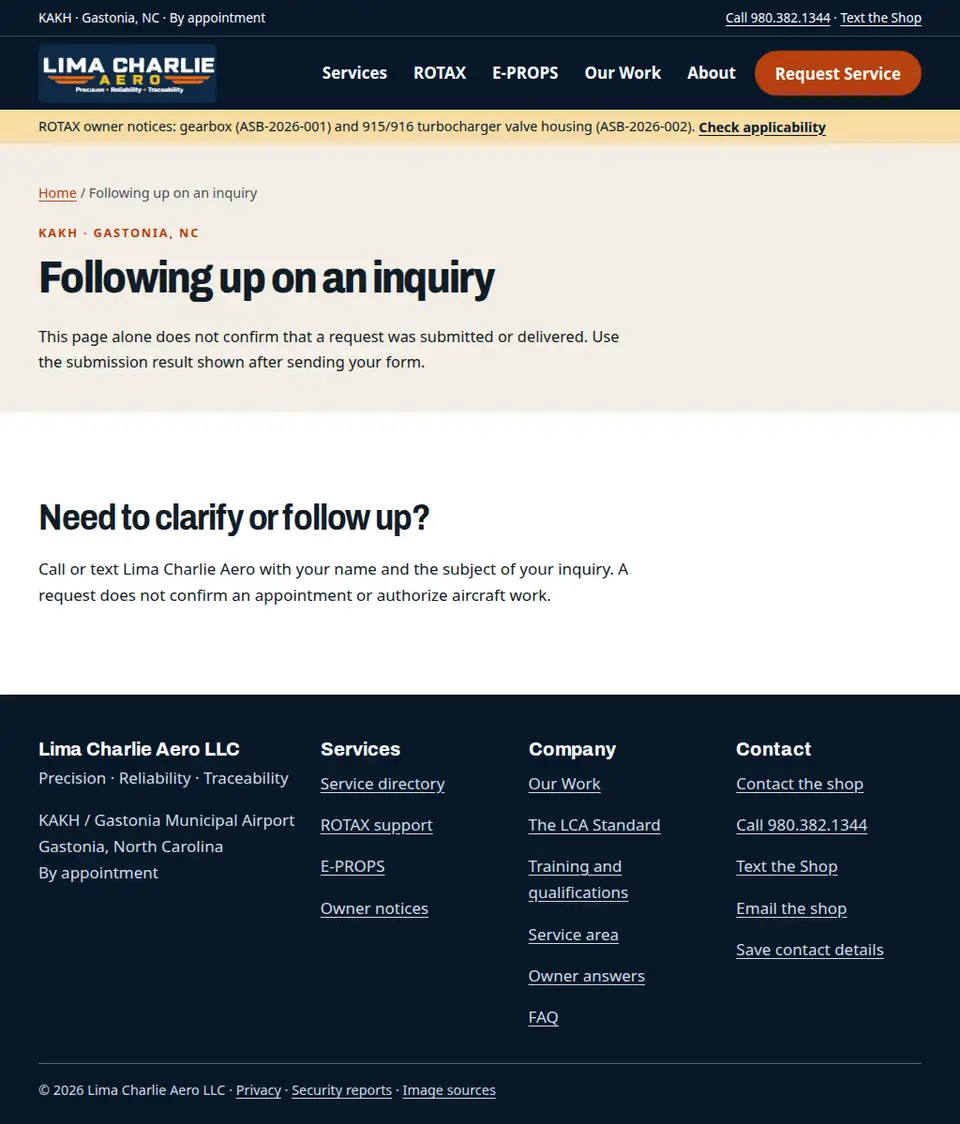 KAKH · Gastonia, NC · By appointment
Call 980.382.1344 · Text the Shop
LIMA CHARLIE
AERO
Precision • Reliability • Traceability
Services ROTAX E-PROPS Our Work About Request Service
ROTAX owner notices: gearbox (ASB-2026-001) and 915/916 turbocharger valve housing (ASB-2026-002). Check applicability
Home / Following up on an inquiry
KAKH · GASTONIA, NC
Following up on an inquiry
This page alone does not confirm that a request was submitted or delivered. Use
the submission result shown after sending your form.
Need to clarify or follow up?
Call or text Lima Charlie Aero with your name and the subject of your inquiry. A
request does not confirm an appointment or authorize aircraft work.
Lima Charlie Aero LLC
Precision · Reliability · Traceability
KAKH / Gastonia Municipal Airport
Gastonia, North Carolina
By appointment
Services
Service directory
ROTAX support
E-PROPS
Owner notices
Company
Our Work
The LCA Standard
Training and
qualifications
Service area
Owner answers
FAQ
Contact
Contact the shop
Call 980.382.1344
Text the Shop
Email the shop
Save contact details
© 2026 Lima Charlie Aero LLC · Privacy · Security reports · Image sources